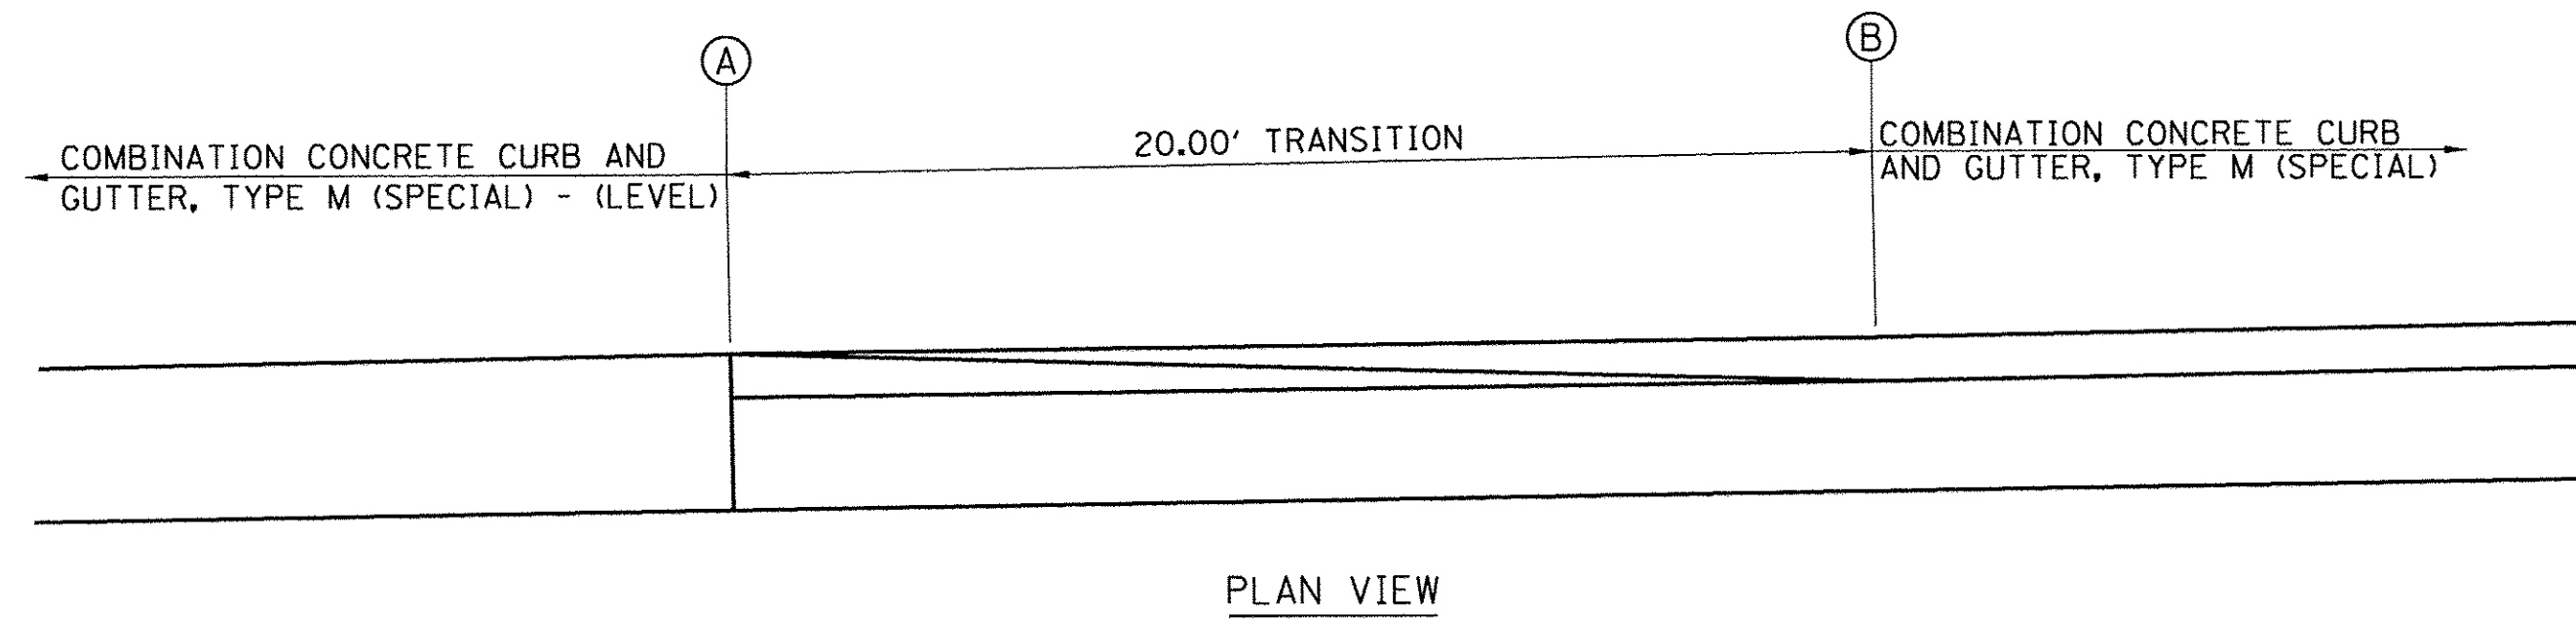 A
B
COMBINATION CONCRETE CURB AND
GUTTER, TYPE M (SPECIAL) - (LEVEL)
20.00' TRANSITION
COMBINATION CONCRETE CURB
AND GUTTER, TYPE M (SPECIAL)
PLAN VIEW